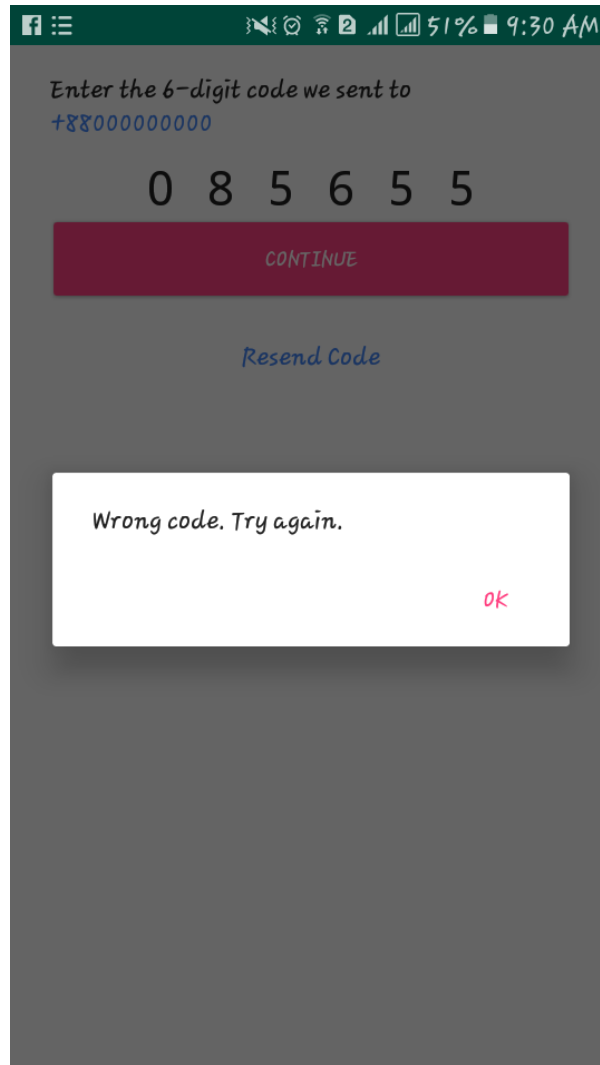 51% 9:30 AM
Enter the 6-digit code we sent to
+88000000000
0 8 5 6 5 5
CONTINUE
Resend Code
Wrong code. Try again.
OK